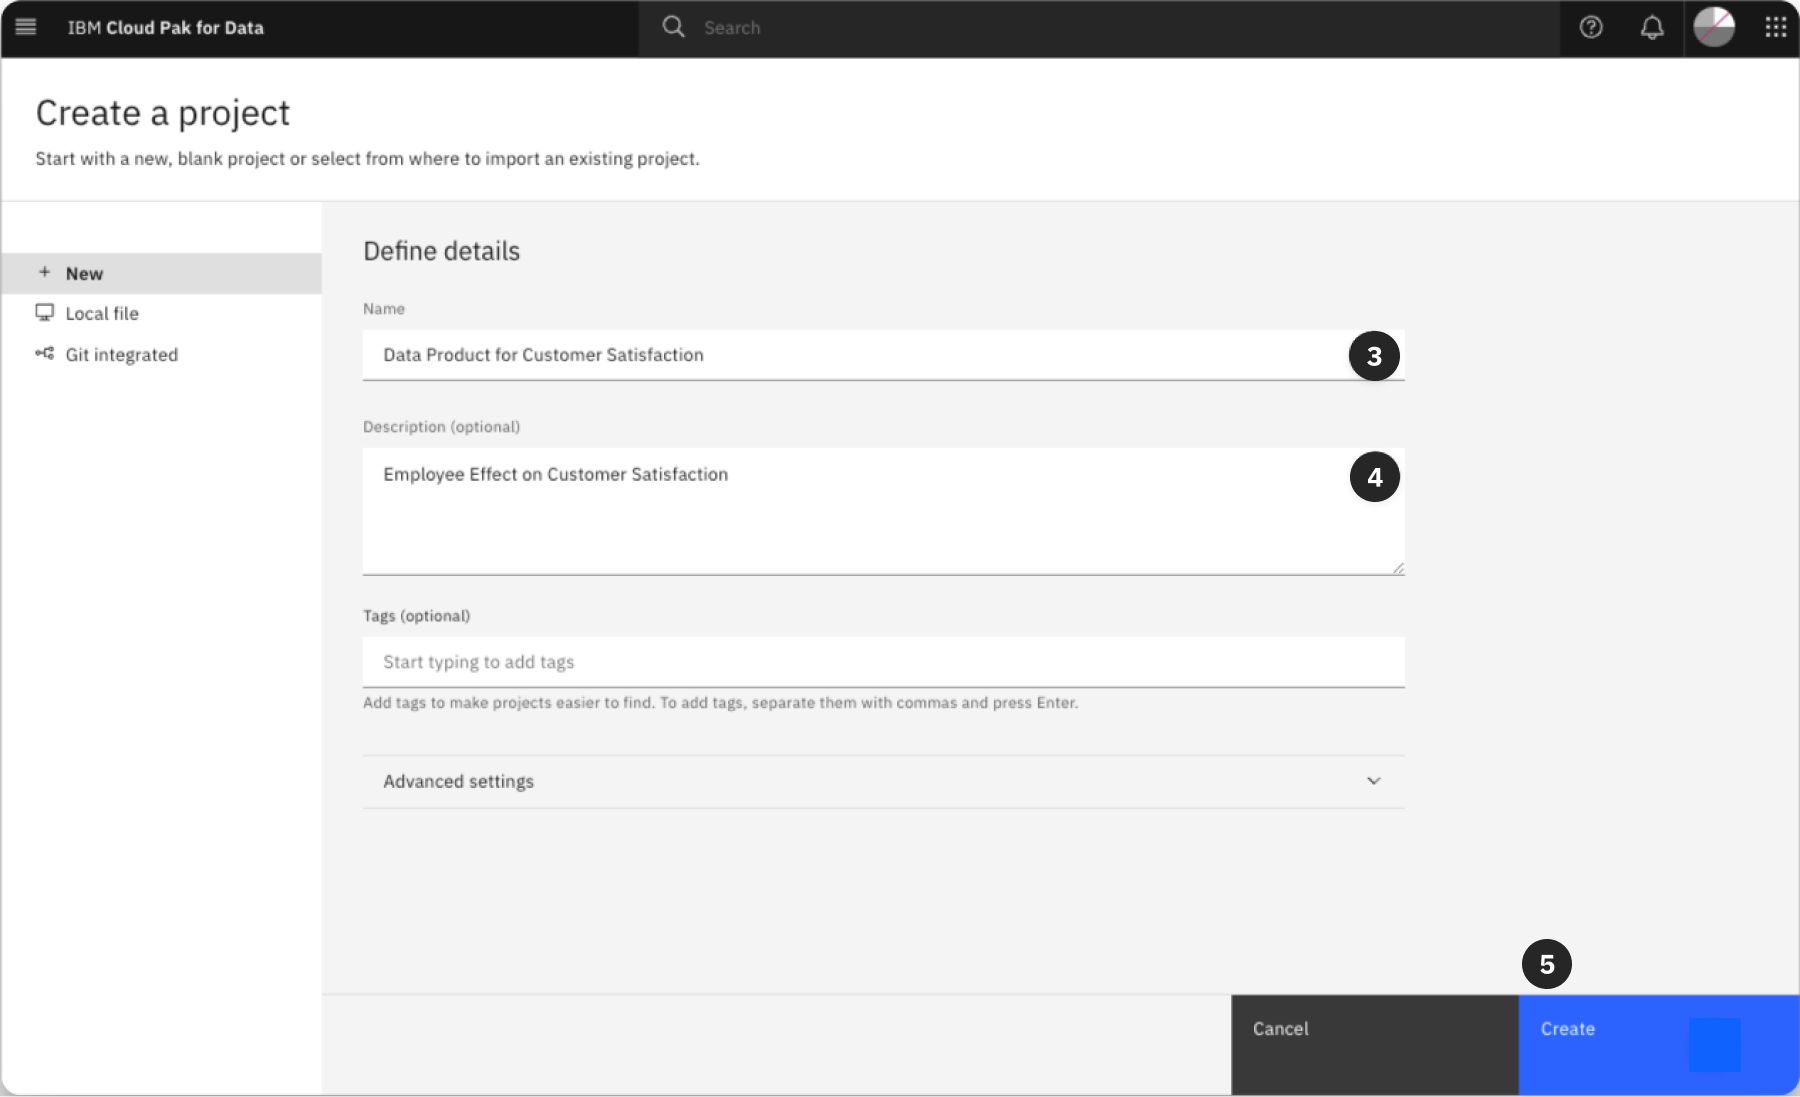 IBM Cloud Pak for Data
Search
Create a project
Start with a new, blank project or select from where to import an existing project.
New
Local file
Git integrated
Define details
Name
Data Product for Customer Satisfaction
3
Description (optional)
Employee Effect on Customer Satisfaction
4
Tags (optional)
Start typing to add tags
Add tags to make projects easier to find. To add tags, separate them with commas and press Enter.
Advanced settings
5
Cancel
Create